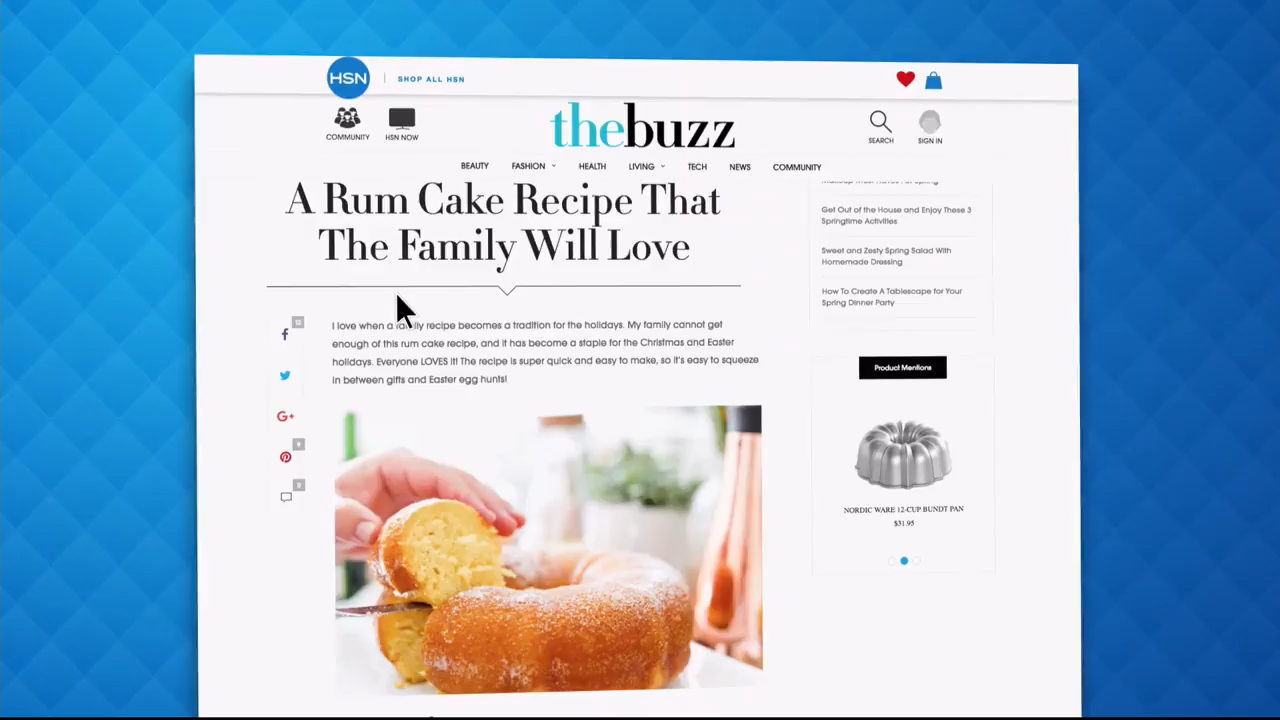 HSN
SHOP ALL HSN
COMMUNITY
HSN NOW
thebuzz
SEARCH
SIGN IN
BEAUTY FASHION HEALTH LIVING TECH NEWS COMMUNITY
A Rum Cake Recipe That
The Family Will Love
I love when a family recipe becomes a tradition for the holidays. My family cannot get
enough of this rum cake recipe, and it has become a staple for the Christmas and Easter
holidays. Everyone LOVES it! The recipe is super quick and easy to make, so it's easy to squeeze
in between gifts and Easter egg hunts!
Get Out of the House and Enjoy These 3
Springtime Activities
Sweet and Zesty Spring Salad With
Homemade Dressing
How To Create A Tablescape for Your
Spring Dinner Party
Product Mentions
NORDIC WARE 12-CUP BUNDT PAN
$31.95